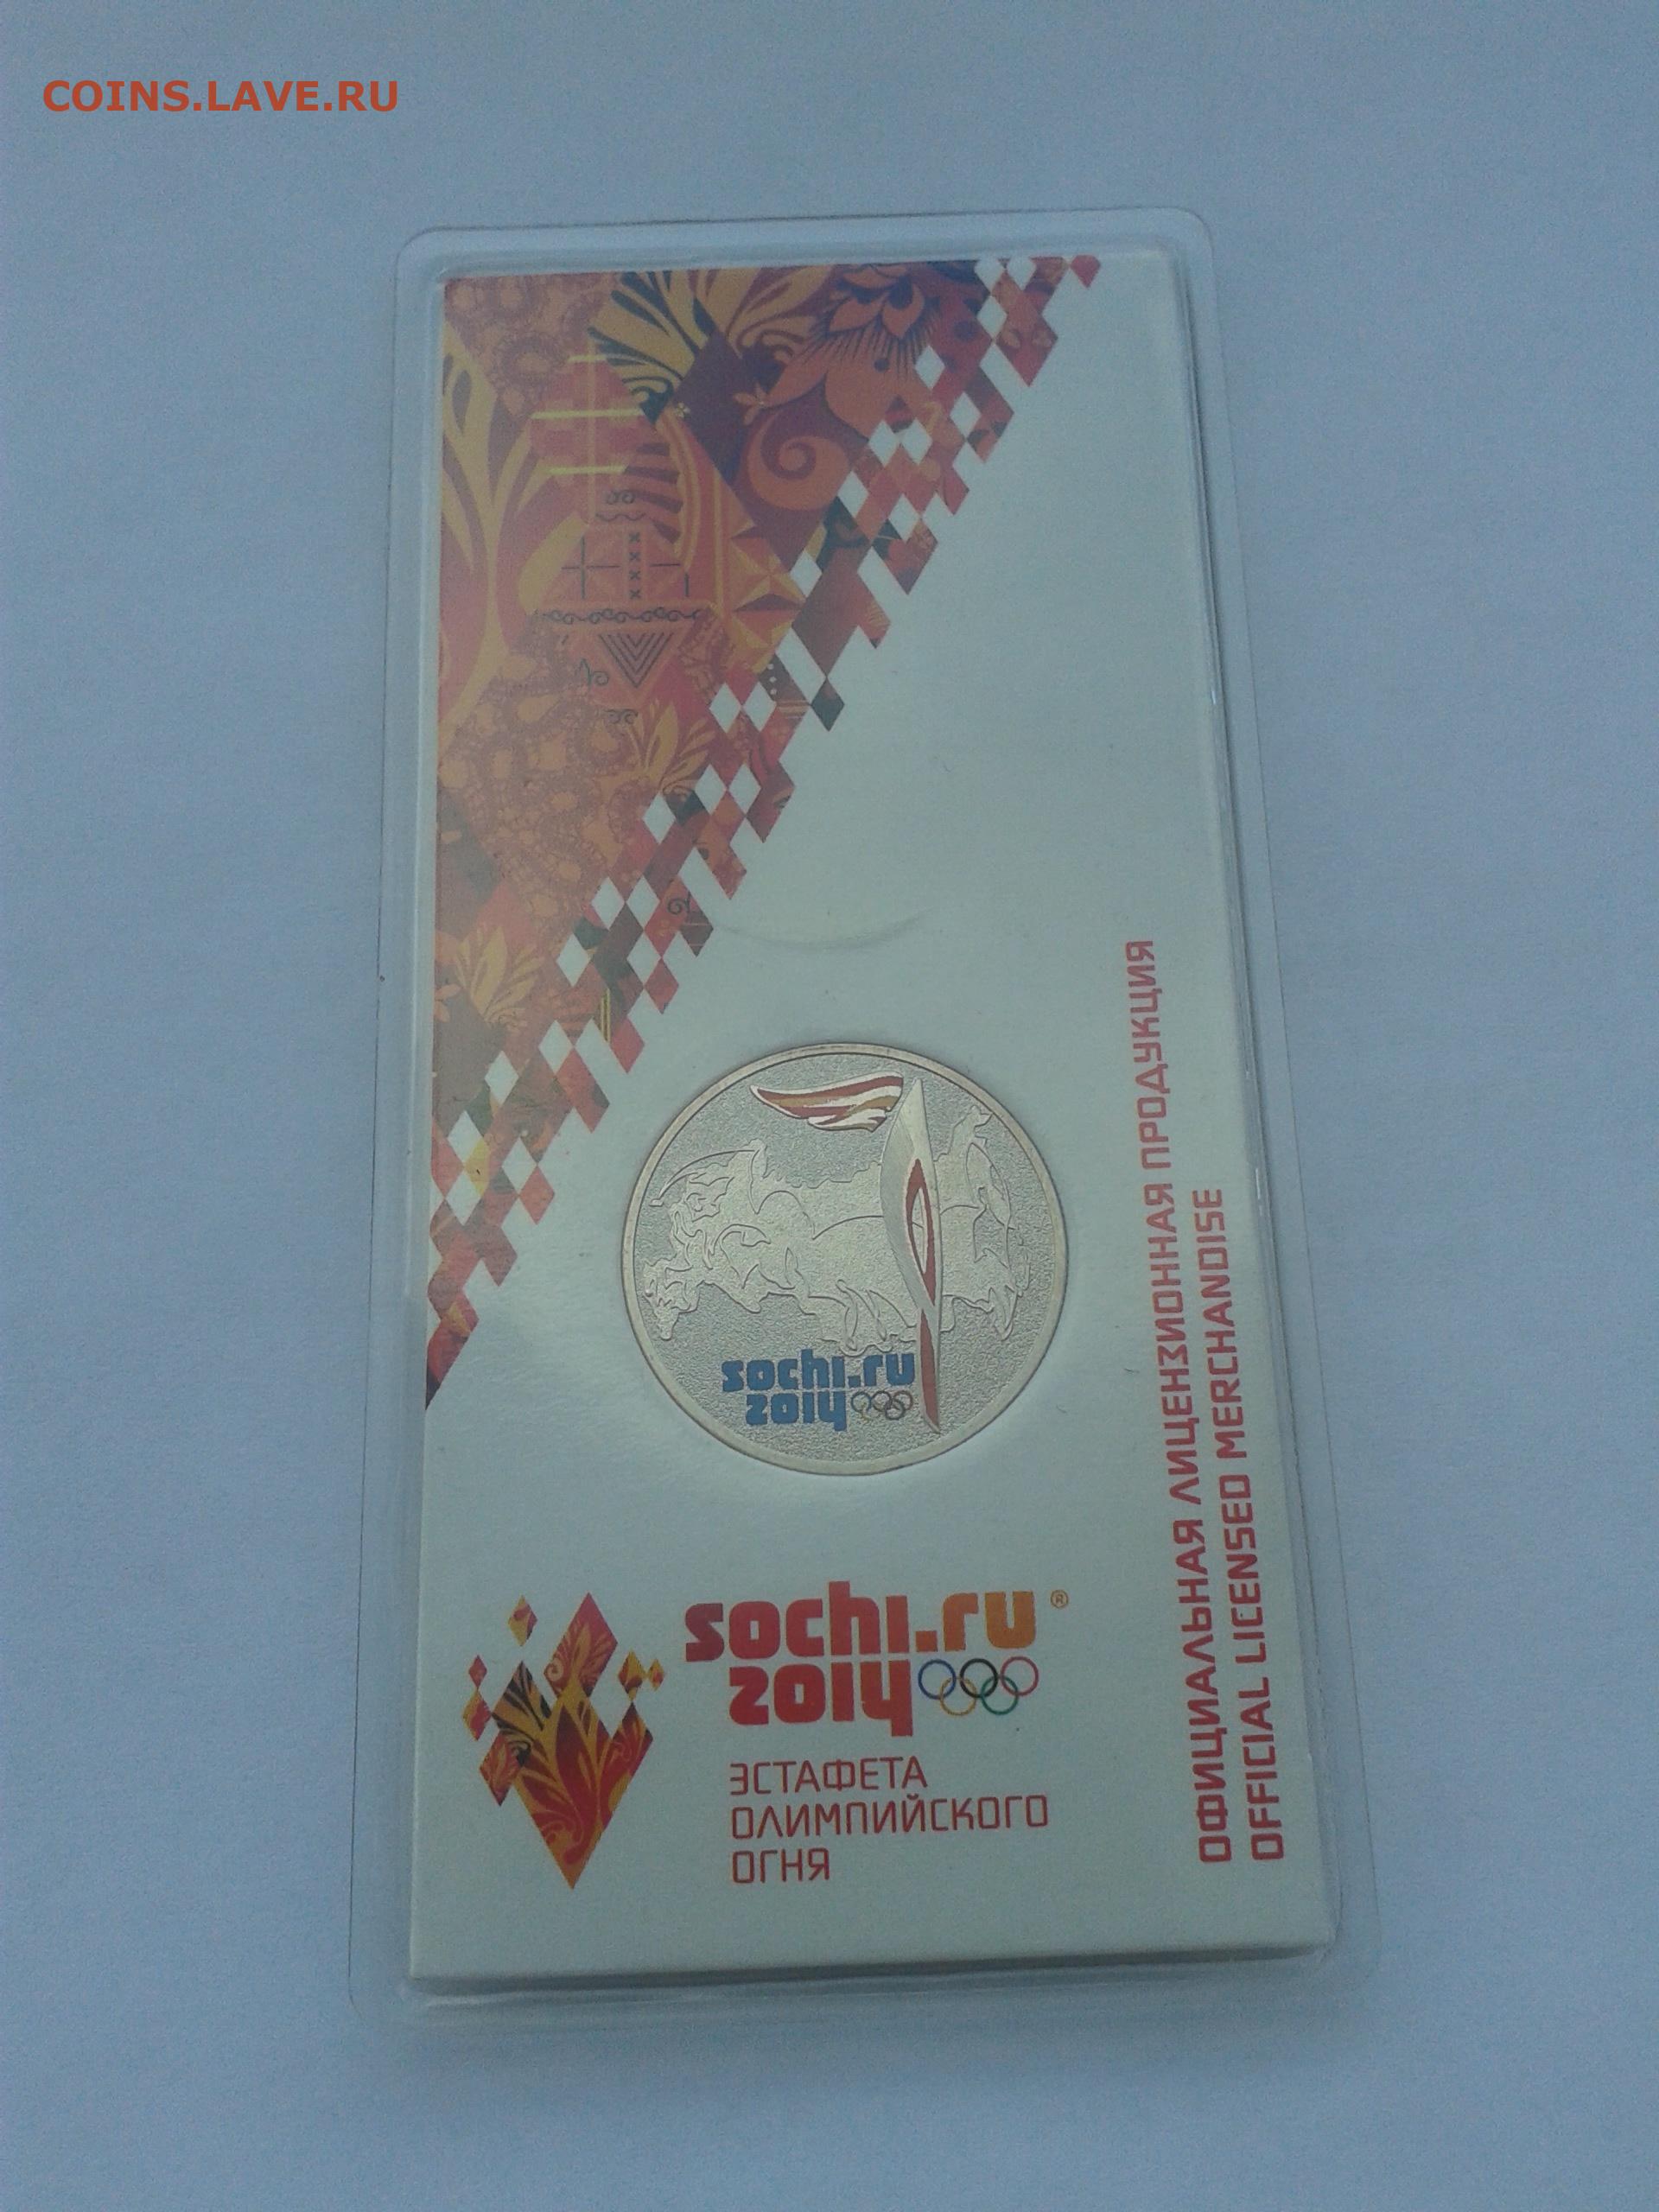 COINS.LAVE.RU
sochi.ru
2014
sochi.ru ®
2014
ЭСТАФЕТА
ОЛИМПИЙСКОГО
ОГНЯ
ОФИЦИАЛЬНАЯ ЛИЦЕНЗИОННАЯ ПРОДУКЦИЯ
OFFICIAL LICENSED MERCHANDISE